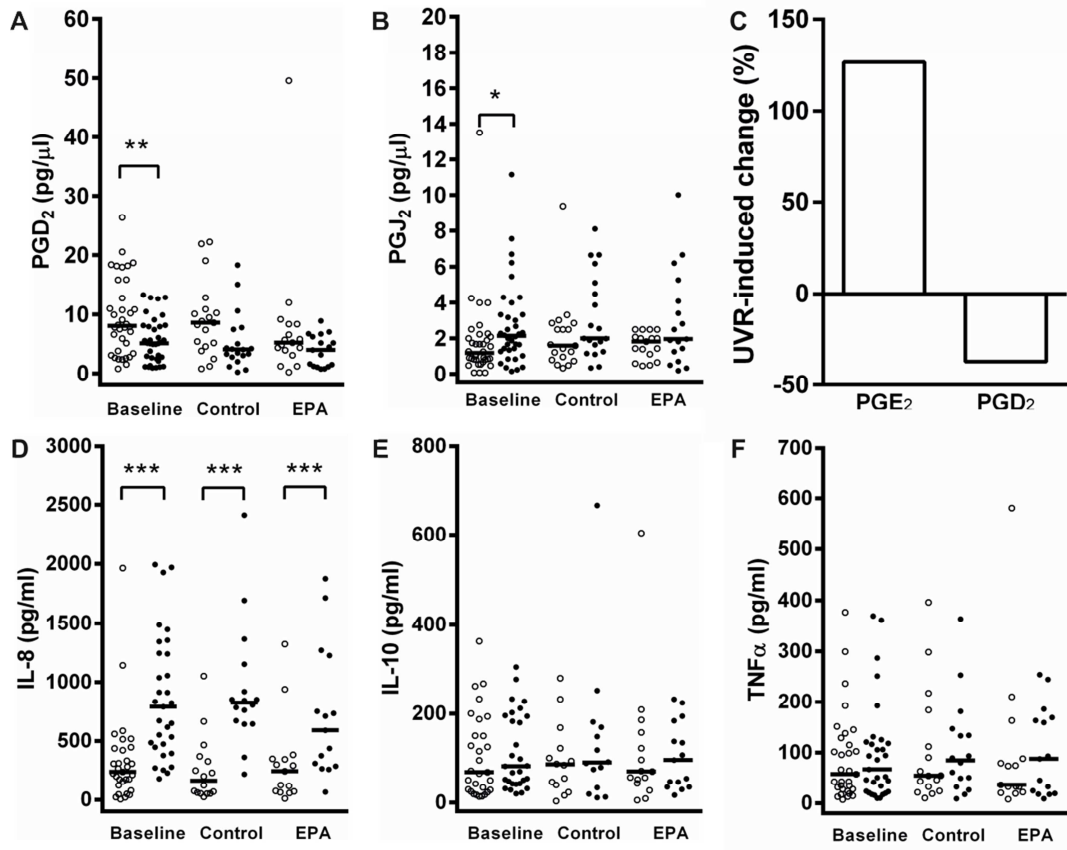 A
PGD₂ (pg/µl)
60
50
40
30
20
10
0
**
Baseline Control EPA
B
PGJ₂ (pg/µl)
20
18
16
14
12
10
8
6
4
2
0
*
Baseline Control EPA
C
UVR-induced change (%)
150
100
50
0
-50
PGE₂ PGD₂
D
IL-8 (pg/ml)
3000
2500
2000
1500
1000
500
0
*** *** ***
Baseline Control EPA
E
IL-10 (pg/ml)
800
600
400
200
0
Baseline Control EPA
F
TNFα (pg/ml)
700
600
500
400
300
200
100
0
Baseline Control EPA